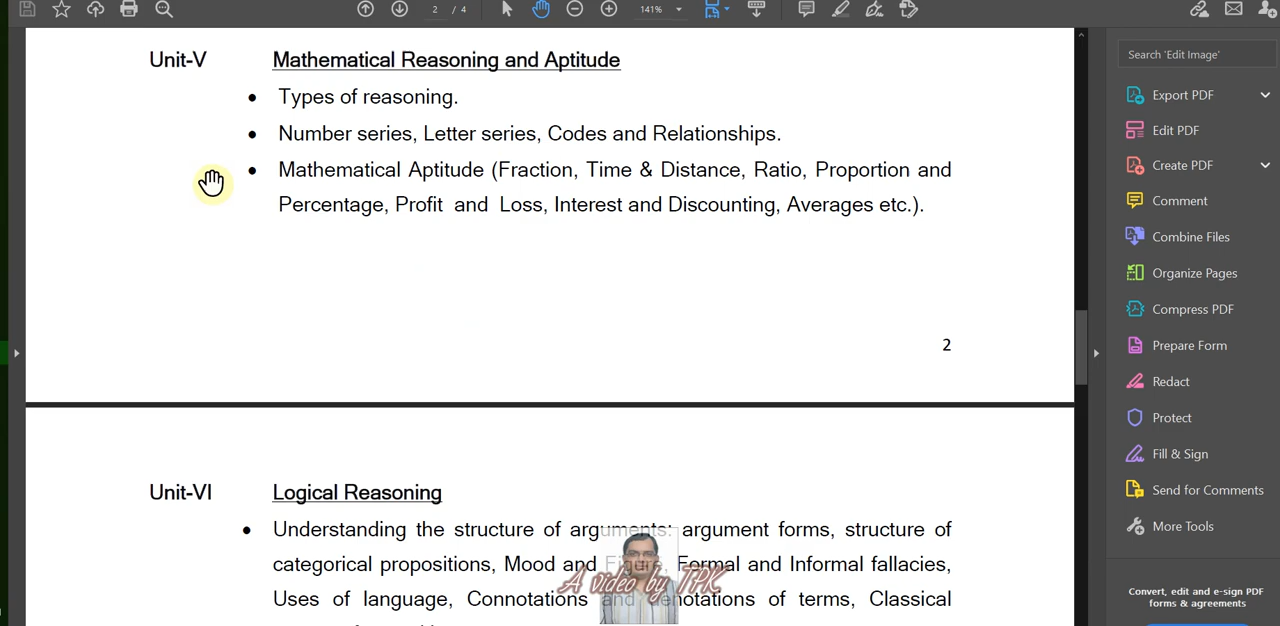 2 / 4
141%
Unit-V Mathematical Reasoning and Aptitude
• Types of reasoning.
• Number series, Letter series, Codes and Relationships.
• Mathematical Aptitude (Fraction, Time & Distance, Ratio, Proportion and
Percentage, Profit and Loss, Interest and Discounting, Averages etc.).
2
Unit-VI Logical Reasoning
• Understanding the structure of arguments: argument forms, structure of
categorical propositions, Mood and Figure, Formal and Informal fallacies,
Uses of language, Connotations and denotations of terms, Classical
A video by TPK
Search 'Edit Image'
Export PDF
Edit PDF
Create PDF
Comment
Combine Files
Organize Pages
Compress PDF
Prepare Form
Redact
Protect
Fill & Sign
Send for Comments
More Tools
Convert, edit and e-sign PDF
forms & agreements